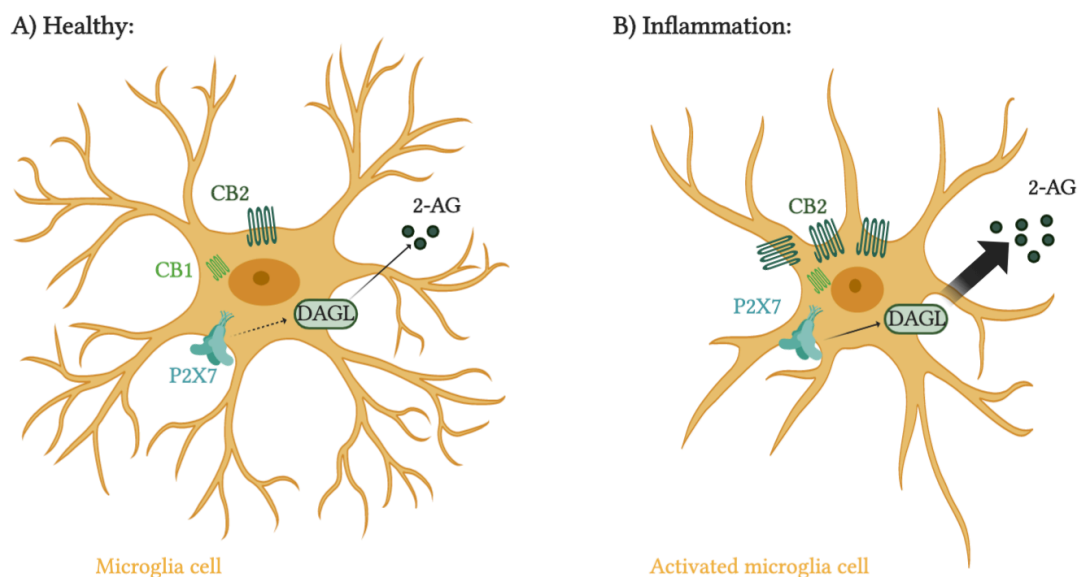 A) Healthy:
B) Inflammation:
CB2
2-AG
CB1
DAGL
P2X7
Microglia cell
CB2
2-AG
P2X7
DAGL
Activated microglia cell